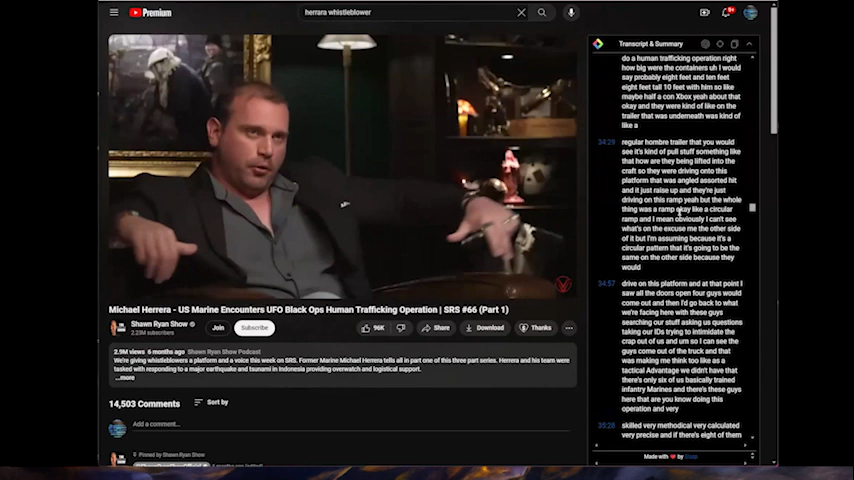 YouTube Premium
herrara whistleblower
9+
Transcript & Summary
do a human trafficking operation right
how big were the containers uh I would
say probably eight feet and ten feet
eight feet tall 10 feet with him so like
maybe half a con Xbox yeah about that
okay and they were kind of like on the
trailer that was underneath was kind of
like a
34:29
regular hombre trailer that you would
see it's kind of pull stuff something like
that how are they being lifted into the
craft so they were driving onto this
platform that was angled assorted hit
and it just raise up and they're just
driving on this ramp yeah but the whole
thing was a ramp okay like a circular
ramp and I mean obviously I can't see
what's on the excuse me the other side
of it but I'm assuming because it's a
circular pattern that it's going to be the
same on the other side because they
would
34:57
drive on this platform and at that point I
saw all the doors open four guys would
come out and then I'd go back to what
we're facing here with these guys
searching our stuff asking us questions
taking our IDs trying to intimidate the
crap out of us and um so I can see the
guys come out of the truck and that
was making me think too like as a
tactical Advantage we didn't have that
there's only six of us basically trained
infantry Marines and there's these guys
here that are you know doing this
operation and very
35:28
skilled very methodical very calculated
very precise and if there's eight of them
Made with ❤ by
Michael Herrera - US Marine Encounters UFO Black Ops Human Trafficking Operation | SRS #66 (Part 1)
Shawn Ryan Show
Join
Subscribe
96K
Share
Download
Thanks
2.9M views 6 months ago Shawn Ryan Show Podcast
We're giving whistleblowers a platform and a voice this week on SRS. Former Marine Michael Herrera tells all in part one of this three part series. Herrera and his team were
tasked with responding to a major earthquake and tsunami in Indonesia providing overwatch and logistical support.
...more
14,503 Comments
Sort by
Add a comment...
Pinned by Shawn Ryan Show